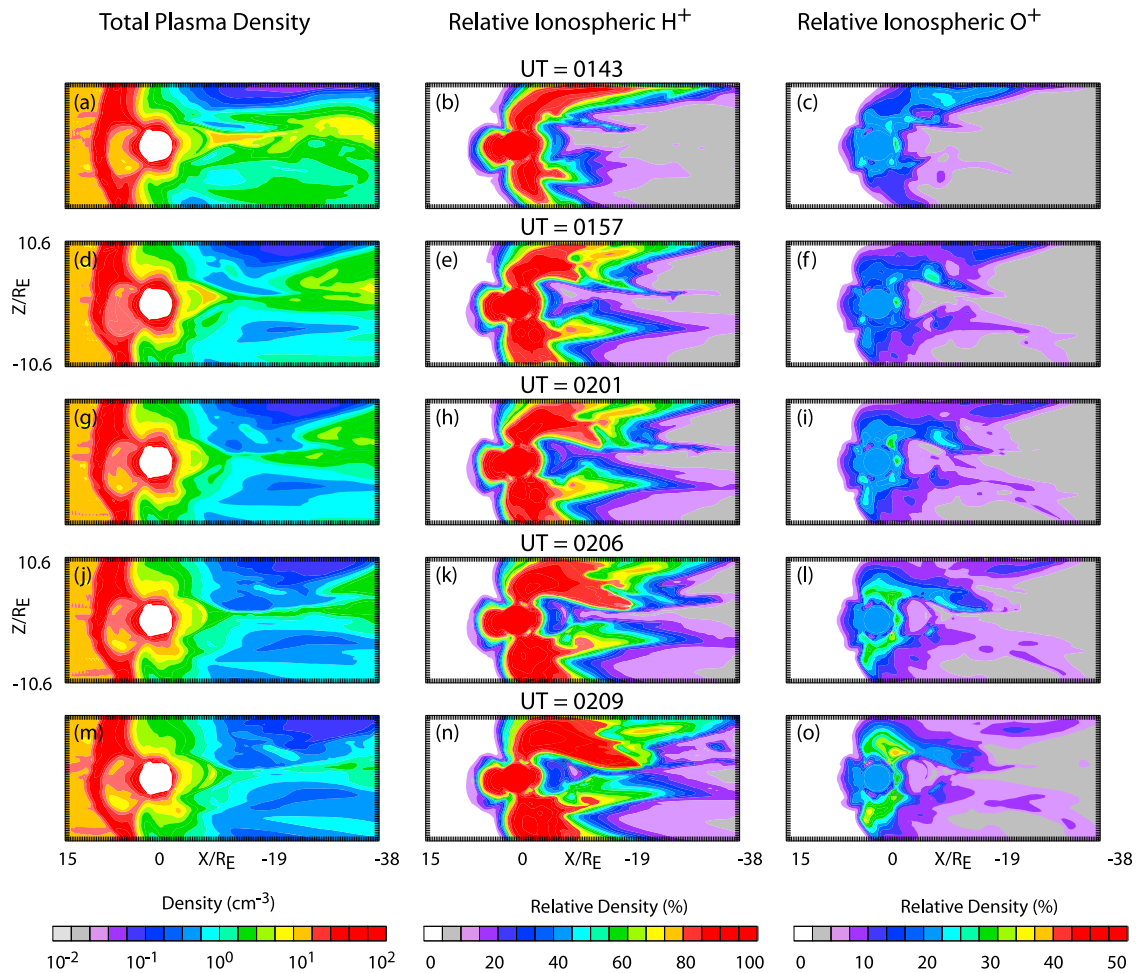 Total Plasma Density Relative Ionospheric H+ Relative Ionospheric O+
UT = 0143
(a) (b) (c)
UT = 0157
10.6
(d) (e) (f)
Z/RE
-10.6
UT = 0201
(g) (h) (i)
UT = 0206
10.6
(j) (k) (l)
Z/RE
-10.6
UT = 0209
(m) (n) (o)
15 0 X/RE -19 -38 15 0 X/RE -19 -38 15 0 X/RE -19 -38
Density (cm-3) Relative Density (%) Relative Density (%)
10-2 10-1 100 101 102 0 20 40 60 80 100 0 10 20 30 40 50